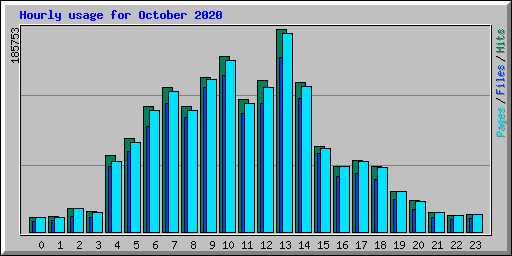 Hourly usage for October 2020
185753
Pages/Files/Hits
0 1 2 3 4 5 6 7 8 9 10 11 12 13 14 15 16 17 18 19 20 21 22 23